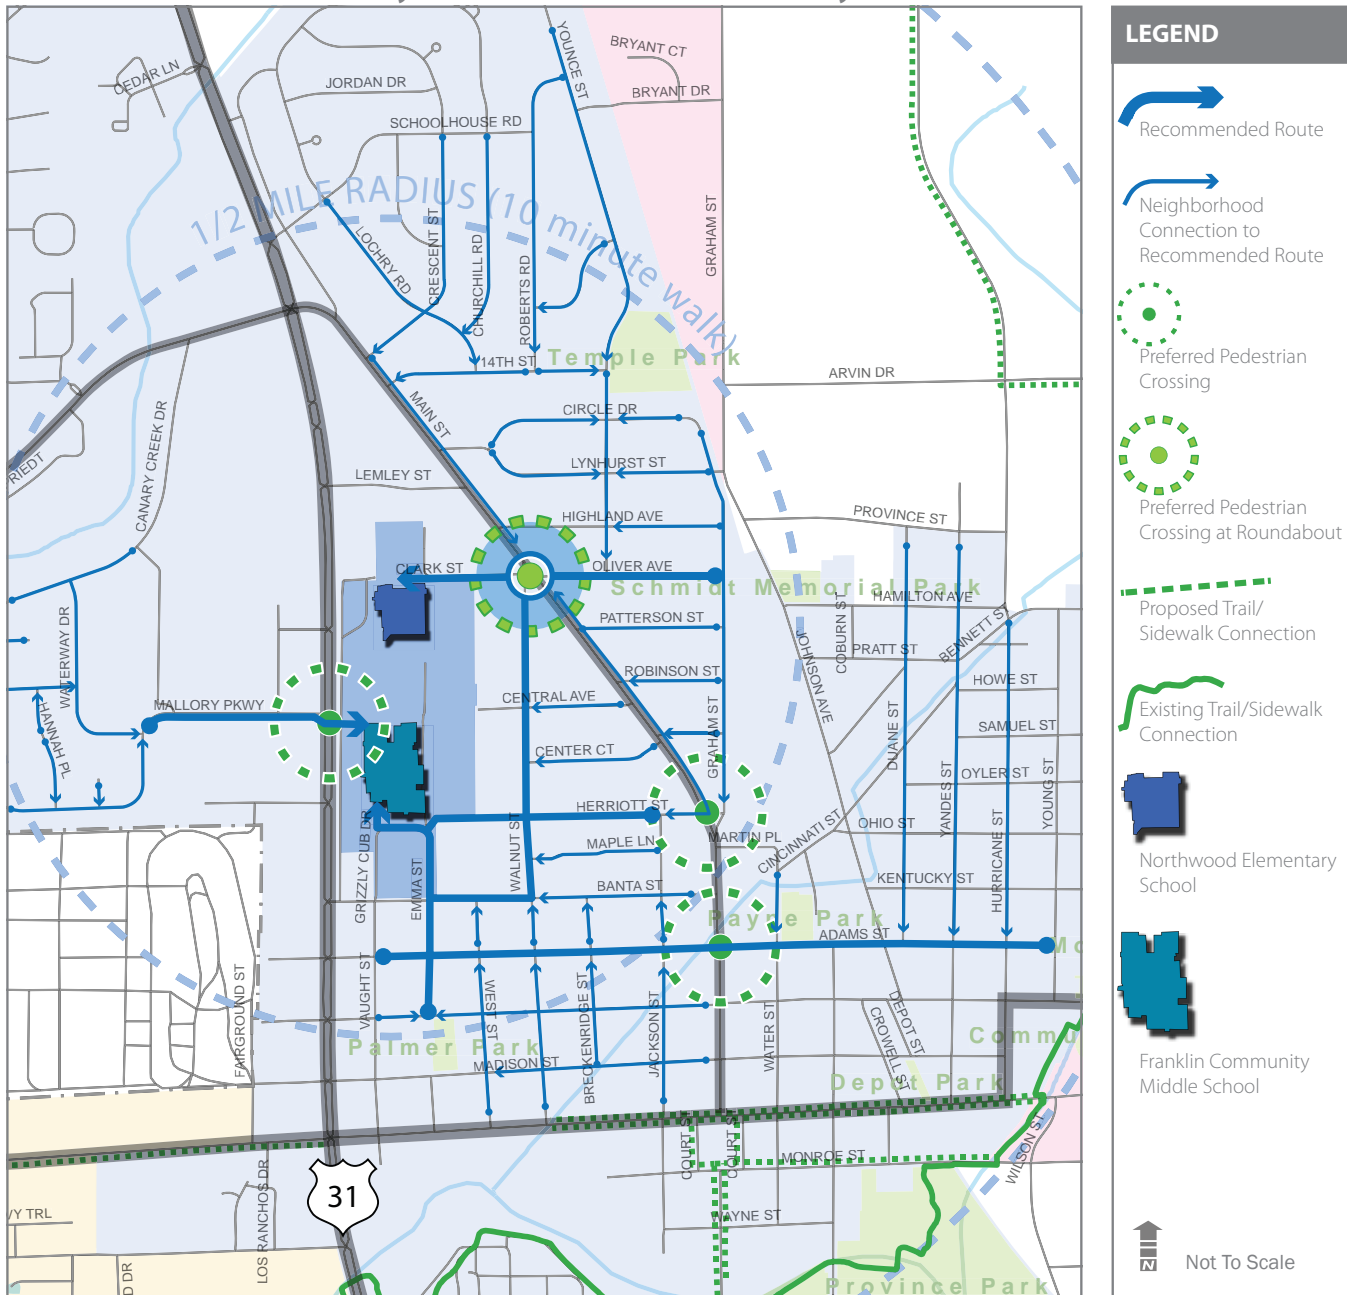 CEDAR LN
JORDAN DR
SCHOOLHOUSE RD
YOUNCE ST
BRYANT CT
BRYANT DR
1/2 MILE RADIUS (10 minute walk)
LOCHRY RD
CRESCENT ST
CHURCHILL RD
ROBERTS RD
GRAHAM ST
14TH ST
Temple Park
ARVIN DR
MAIN ST
CIRCLE DR
LYNHURST ST
LEMLEY ST
RIEDT
CANARY CREEK DR
HIGHLAND AVE
PROVINCE ST
CLARK ST
OLIVER AVE
Schmidt Memorial Park
HAMILTON AVE
PATTERSON ST
COBURN ST
BENNETT ST
JOHNSON AVE
PRATT ST
WATERWAY DR
ROBINSON ST
HOWE ST
CENTRAL AVE
MALLORY PKWY
HANNAH PL
GRAHAM ST
DUANE ST
SAMUEL ST
CENTER CT
OYLER ST
YANDES ST
YOUNG ST
HERRIOTT ST
OHIO ST
HURRICANE ST
GRIZZLY CUB DR
WALNUT ST
MAPLE LN
MARTIN PL
CINCINNATI ST
EMMA ST
BANTA ST
KENTUCKY ST
Payne Park
ADAMS ST
Mc
FAIRGROUND ST
VAUGHT ST
WEST ST
BRECKENRIDGE ST
JACKSON ST
WATER ST
DEPOT ST
CROWELL ST
Commu
Palmer Park
MADISON ST
Depot Park
COURT ST
COURT ST
MONROE ST
WILSON ST
31
LOS RANCHOS DR
VY TRL
D DR
WAYNE ST
Province Park
LEGEND
Recommended Route
Neighborhood
Connection to
Recommended Route
Preferred Pedestrian
Crossing
Preferred Pedestrian
Crossing at Roundabout
Proposed Trail/
Sidewalk Connection
Existing Trail/Sidewalk
Connection
Northwood Elementary
School
Franklin Community
Middle School
N
Not To Scale